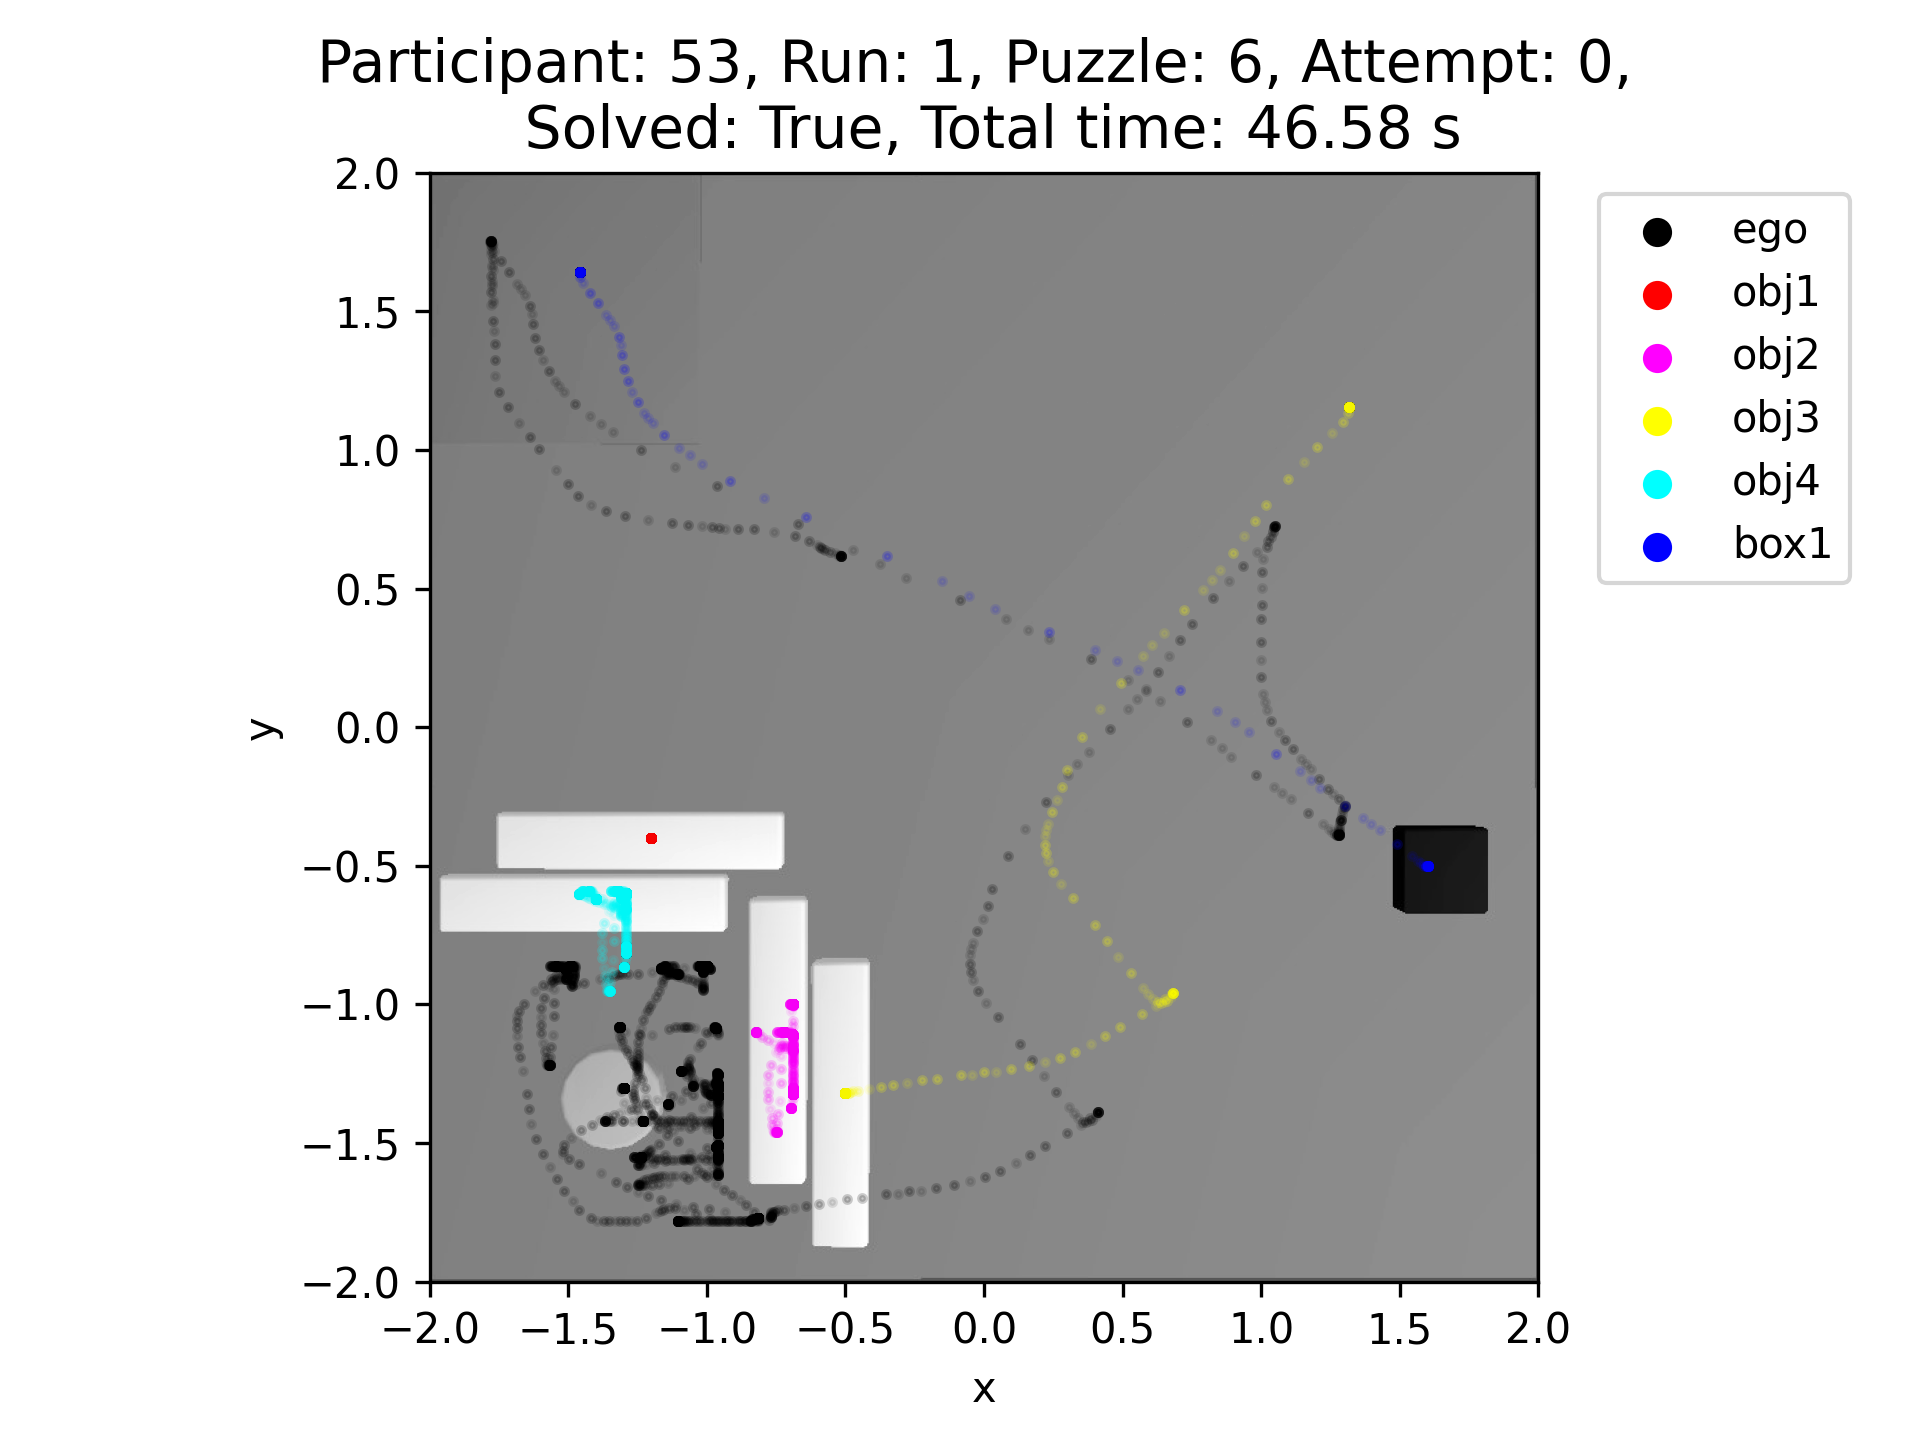 Participant: 53, Run: 1, Puzzle: 6, Attempt: 0,
Solved: True, Total time: 46.58 s
2.0
1.5
1.0
0.5
0.0
−0.5
−1.0
−1.5
−2.0
y
−2.0 −1.5 −1.0 −0.5 0.0 0.5 1.0 1.5 2.0
x
ego
obj1
obj2
obj3
obj4
box1